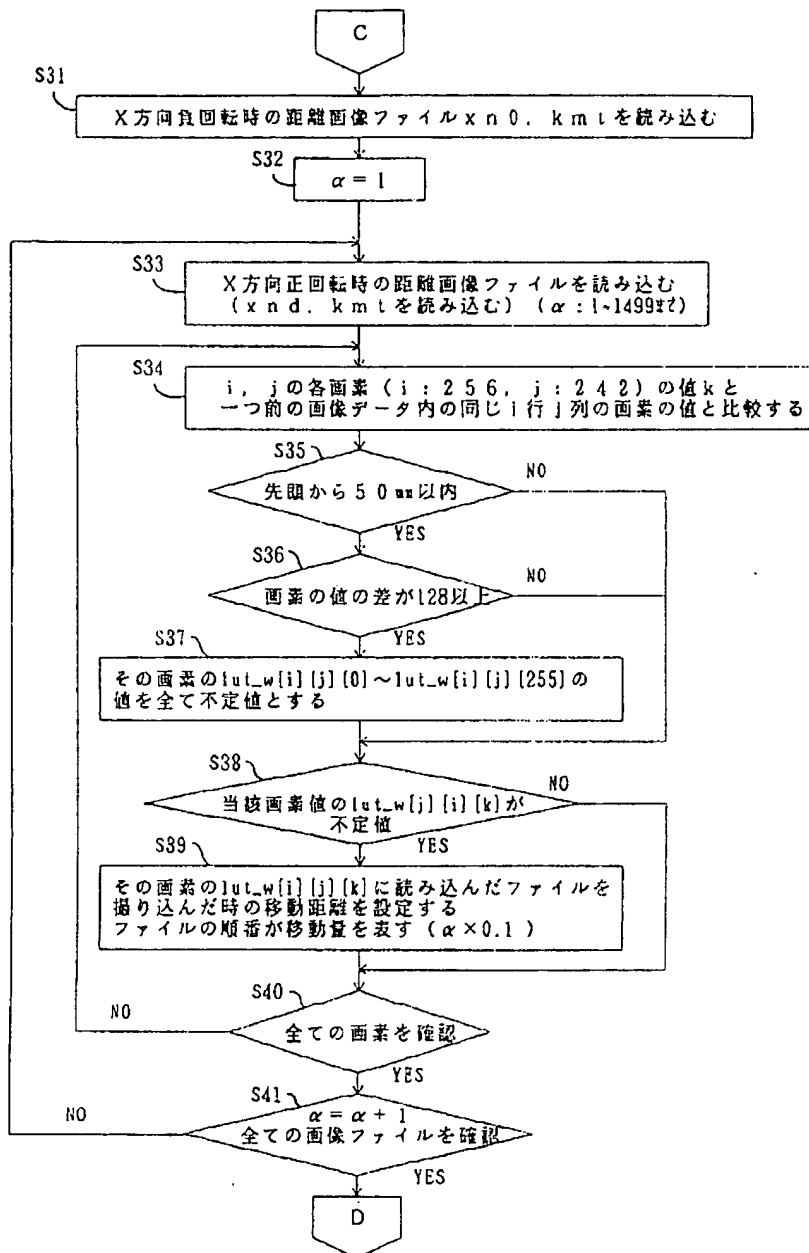 C
S31
X方向負回転時の距離画像ファイルxn0.kmtを読み込む
S32
α=1
S33
X方向正回転時の距離画像ファイルを読み込む
(xnd.kmtを読み込む)(α:1~1499まで)
S34
i,jの各画素(i:256,j:242)の値kと
一つ前の画像データ内の同じi行j列の画素の値と比較する
S35
先頭から50mm以内
NO
YES
S36
画素の値の差が128以上
NO
YES
S37
その画素のlut_w[i][j][0]~lut_w[i][j][255]の
値を全て不定値とする
S38
当該画素値のlut_w[j][i][k]が
不定値
NO
YES
S39
その画素のlut_w[i][j][k]に読み込んだファイルを
撮り込んだ時の移動距離を設定する
ファイルの順番が移動量を表す(α×0.1)
S40
全ての画素を確認
NO
YES
S41
α=α+1
全ての画像ファイルを確認
NO
YES
D